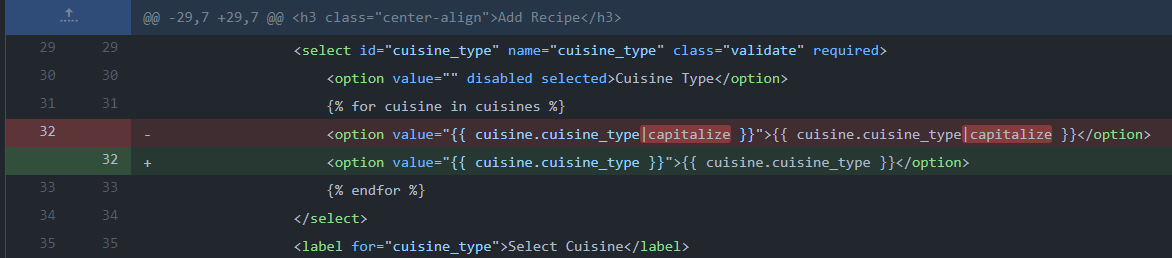 @@ -29,7 +29,7 @@ <h3 class="center-align">Add Recipe</h3>
29 29 <select id="cuisine_type" name="cuisine_type" class="validate" required>
30 30 <option value="" disabled selected>Cuisine Type</option>
31 31 {% for cuisine in cuisines %}
32 - <option value="{{ cuisine.cuisine_type|capitalize }}">{{ cuisine.cuisine_type|capitalize }}</option>
32 + <option value="{{ cuisine.cuisine_type }}">{{ cuisine.cuisine_type }}</option>
33 33 {% endfor %}
34 34 </select>
35 35 <label for="cuisine_type">Select Cuisine</label>